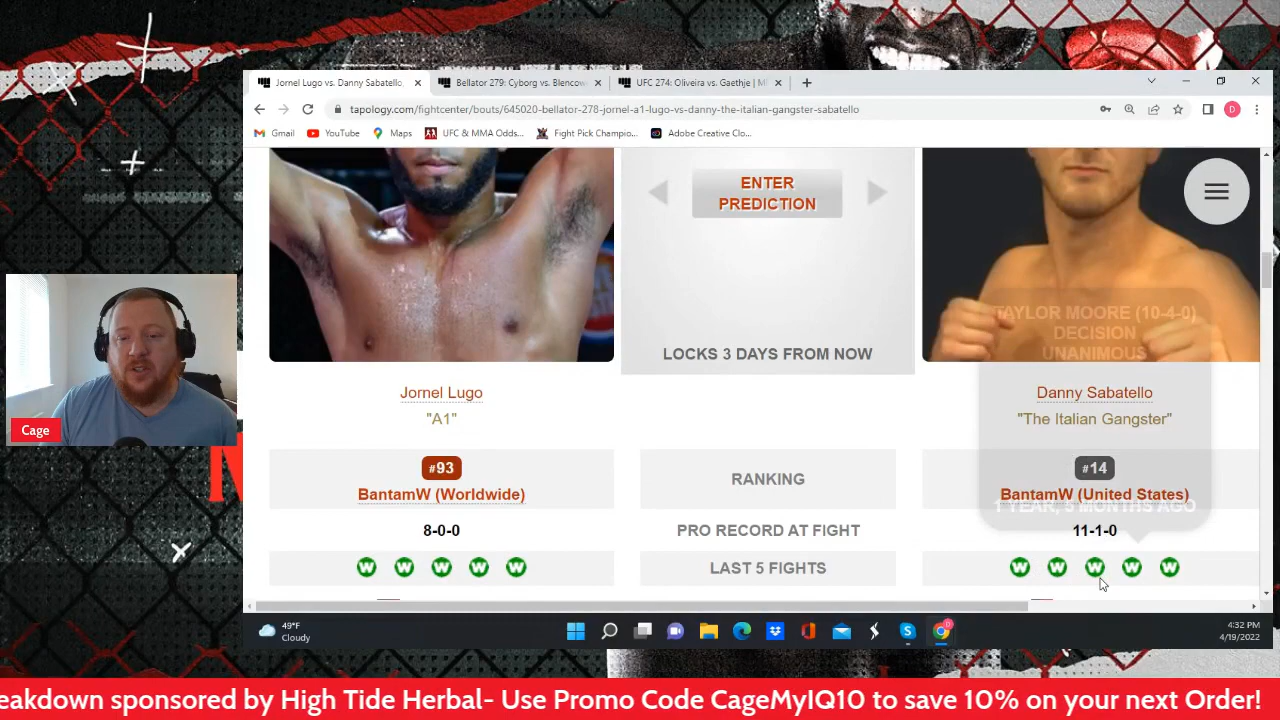 Jornel Lugo vs. Danny Sabatello
Bellator 279: Cyborg vs. Blencow
UFC 274: Oliveira vs. Gaethje | M
tapology.com/fightcenter/bouts/645020-bellator-278-jornel-a1-lugo-vs-danny-the-italian-gangster-sabatello
Gmail YouTube Maps UFC & MMA Odds... Fight Pick Champio... Adobe Creative Clo...
ENTER
PREDICTION
LOCKS 3 DAYS FROM NOW
TAYLOR MOORE (10-4-0)
DECISION
UNANIMOUS
Jornel Lugo
"A1"
Danny Sabatello
"The Italian Gangster"
#93
BantamW (Worldwide)
RANKING
#14
BantamW (United States)
1 YEAR, 5 MONTHS AGO
8-0-0
PRO RECORD AT FIGHT
11-1-0
W W W W W
LAST 5 FIGHTS
W W W W W
Cage
49°F
Cloudy
4:32 PM
4/19/2022
eakdown sponsored by High Tide Herbal- Use Promo Code CageMyIQ10 to save 10% on your next Order!